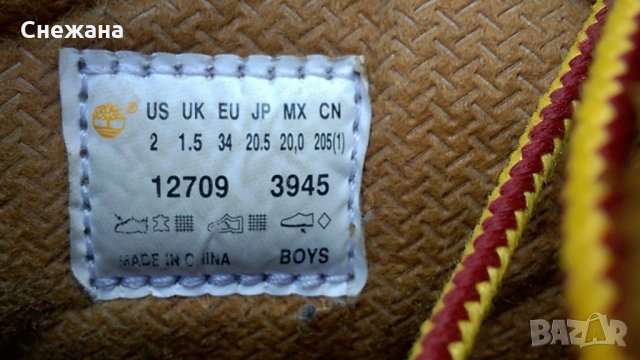 Снежана
US UK EU JP MX CN
2 1.5 34 20.5 20,0 205(1)
12709 3945
MADE IN CHINA BOYS
BAZAR